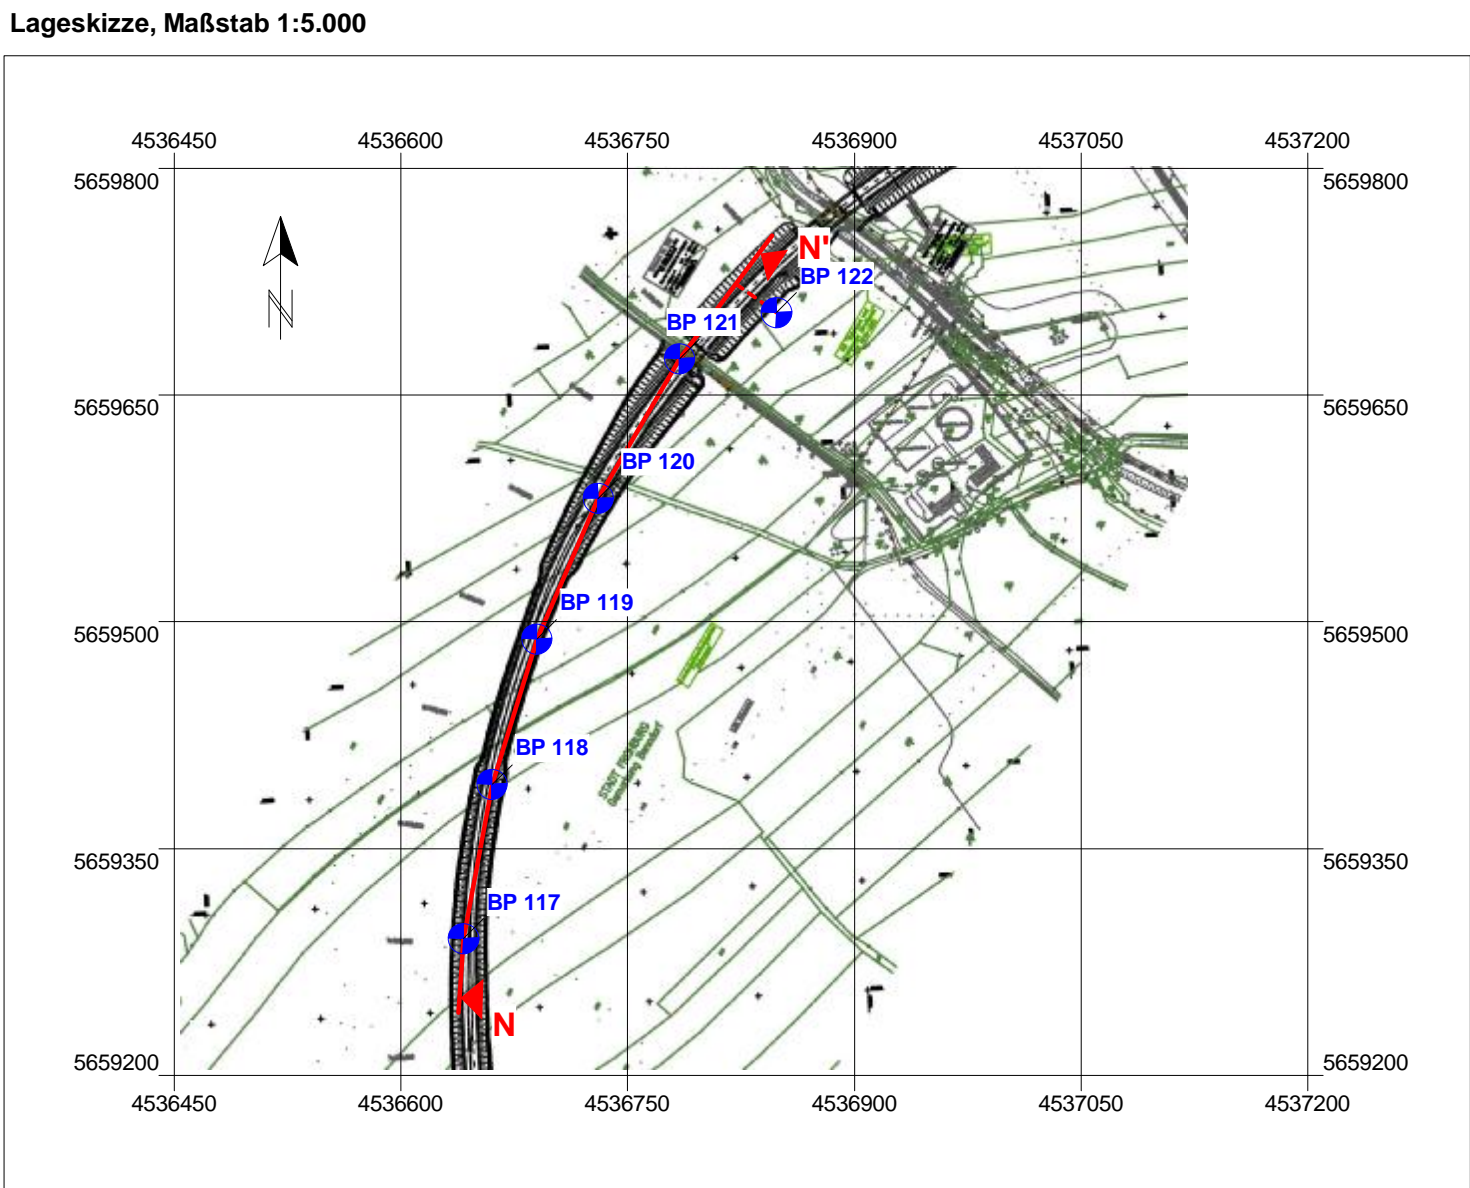 Lageskizze, Maßstab 1:5.000
4536450 4536600 4536750 4536900 4537050 4537200
5659800 5659800
N
N'
BP 122
BP 121
5659650 5659650
BP 120
BP 119
5659500 5659500
STADT FREYBURG
BP 118
5659350 5659350
BP 117
N
5659200 5659200
4536450 4536600 4536750 4536900 4537050 4537200